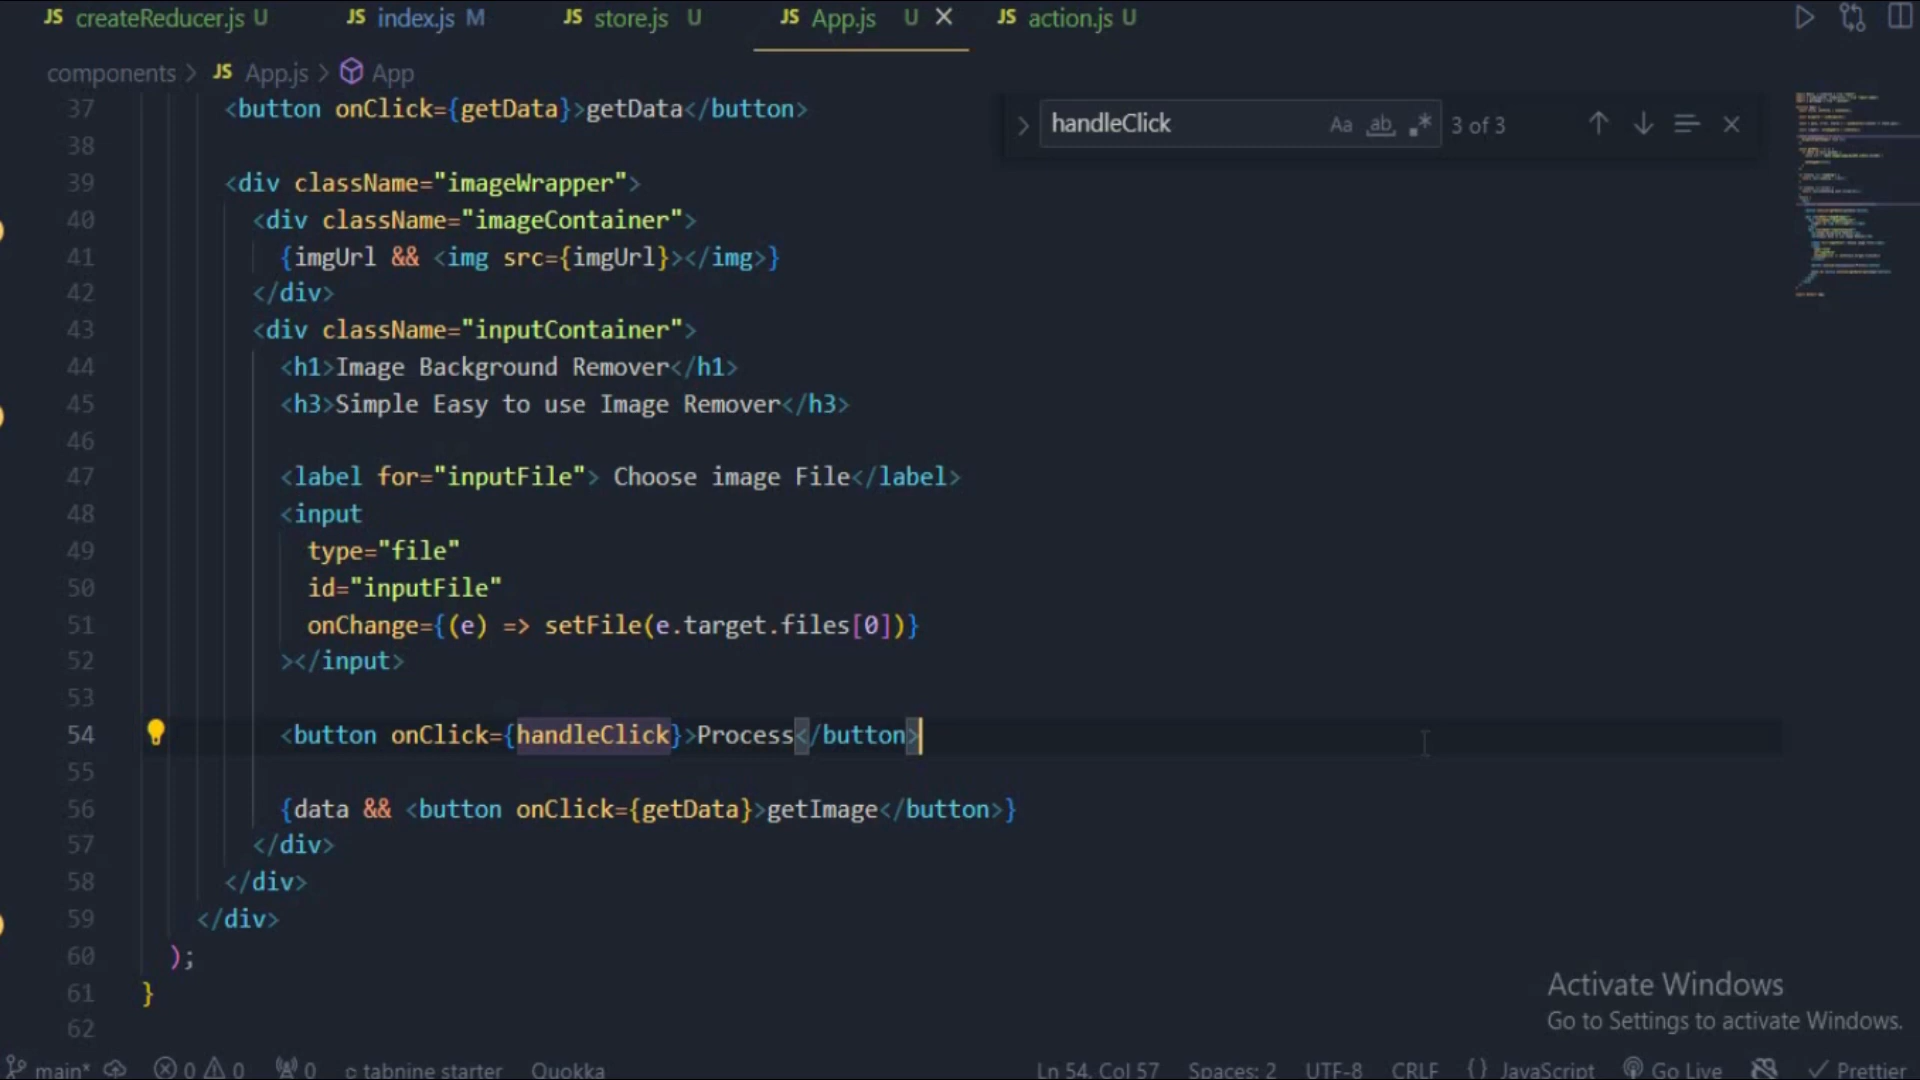 JS createReducer.js U JS index.js M JS store.js U JS App.js U JS action.js U
components > JS App.js > App
handleClick Aa ab .* 3 of 3
37 <button onClick={getData}>getData</button>
38
39 <div className="imageWrapper">
40 <div className="imageContainer">
41 {imgUrl && <img src={imgUrl}></img>}
42 </div>
43 <div className="inputContainer">
44 <h1>Image Background Remover</h1>
45 <h3>Simple Easy to use Image Remover</h3>
46
47 <label for="inputFile"> Choose image File</label>
48 <input
49 type="file"
50 id="inputFile"
51 onChange={(e) => setFile(e.target.files[0])}
52 ></input>
53
54 <button onClick={handleClick}>Process</button>
55
56 {data && <button onClick={getData}>getImage</button>}
57 </div>
58 </div>
59 </div>
60 );
61 }
62
Activate Windows
Go to Settings to activate Windows.
main* 0 0 0 tabnine starter Quokka Ln 54, Col 57 Spaces: 2 UTF-8 CRLF {} JavaScript Go Live Prettier